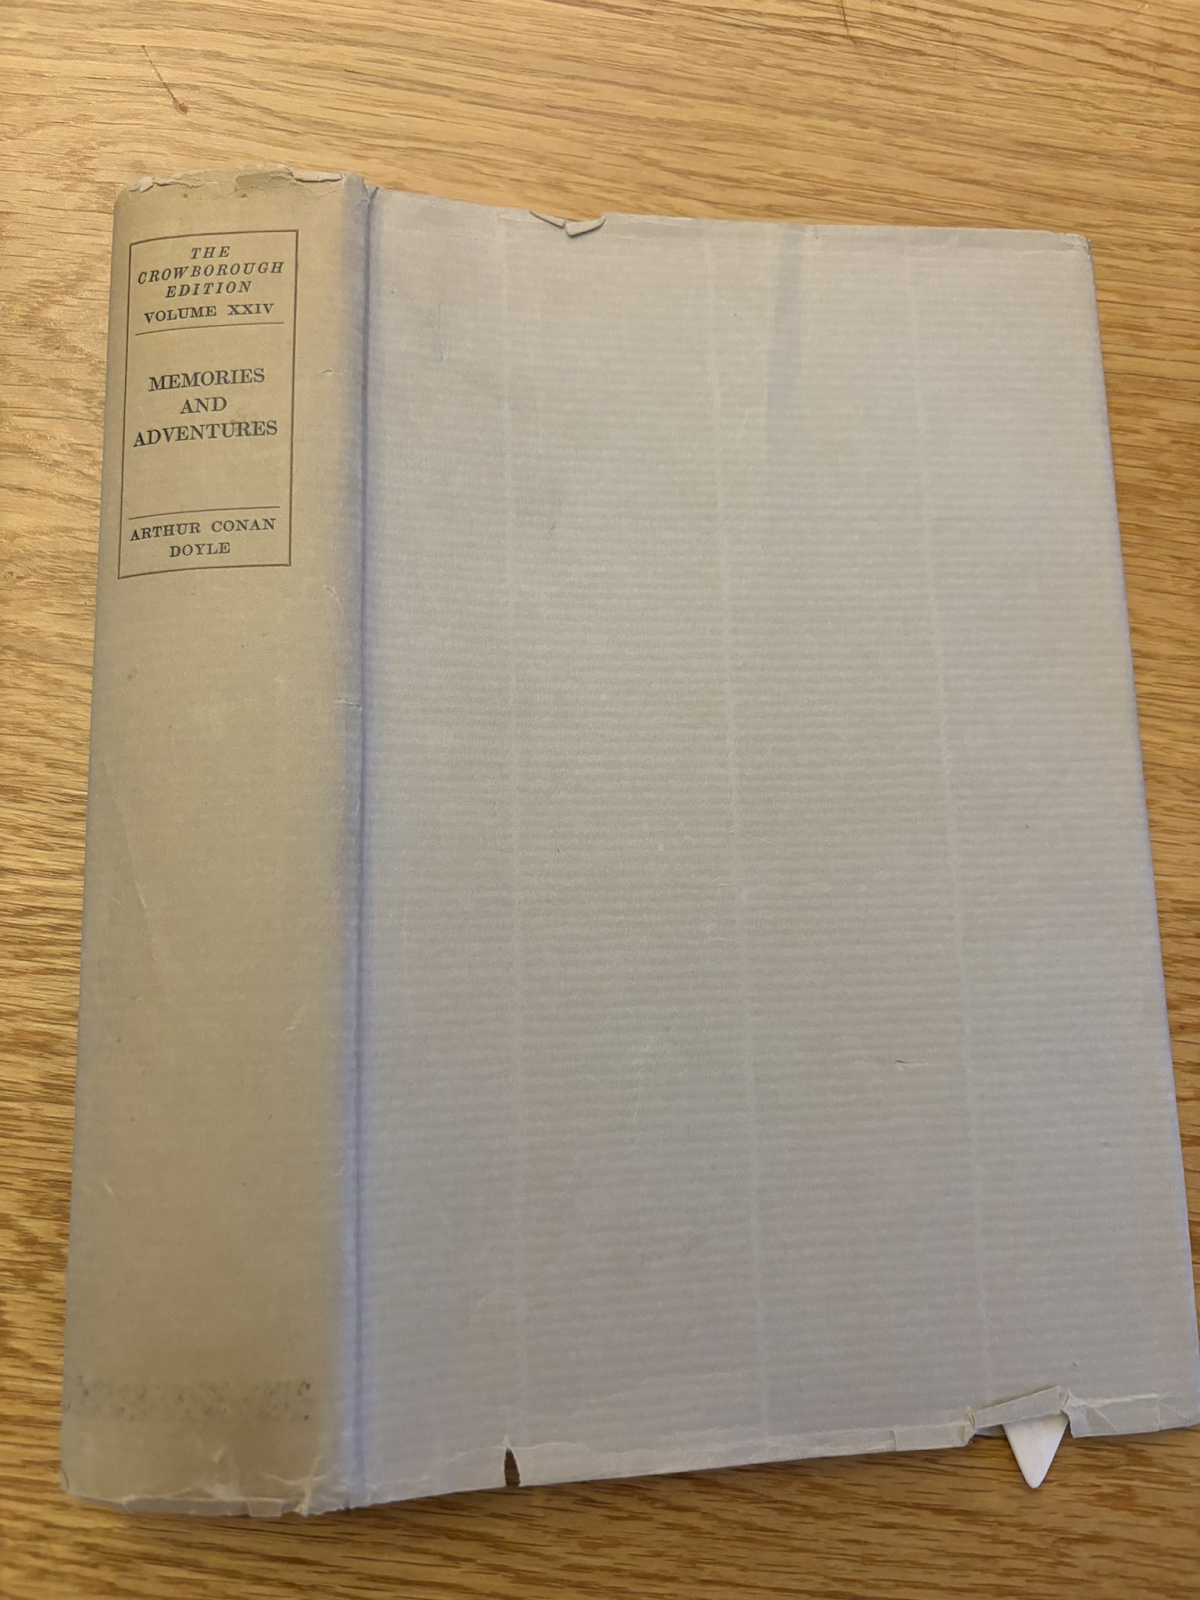 THE
CROWBOROUGH
EDITION
VOLUME XXIV
MEMORIES
AND
ADVENTURES
ARTHUR CONAN
DOYLE